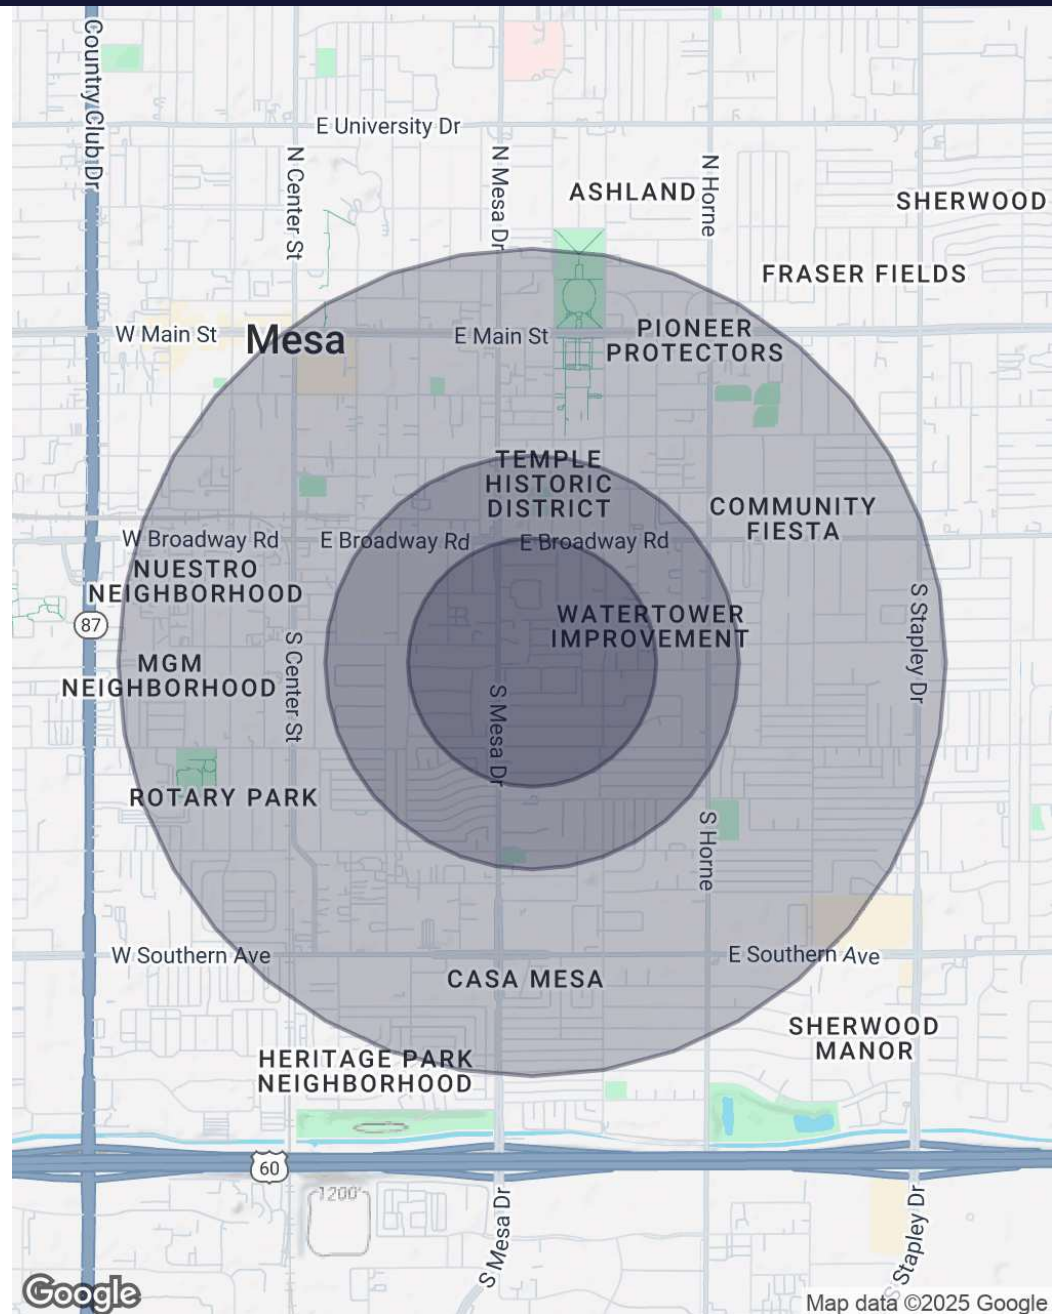 Country Club Dr
E University Dr
N Center St
N Mesa Dr
N Horne
ASHLAND
SHERWOOD
FRASER FIELDS
W Main St
Mesa
E Main St
PIONEER
PROTECTORS
TEMPLE
HISTORIC
DISTRICT
COMMUNITY
FIESTA
W Broadway Rd
E Broadway Rd
E Broadway Rd
NUESTRO
NEIGHBORHOOD
WATERTOWER
IMPROVEMENT
87
S Stapley Dr
MGM
NEIGHBORHOOD
S Center St
S Mesa Dr
ROTARY PARK
S Horne
W Southern Ave
E Southern Ave
CASA MESA
SHERWOOD
MANOR
HERITAGE PARK
NEIGHBORHOOD
60
1200'
S Mesa Dr
S Stapley Dr
Google
Map data ©2025 Google